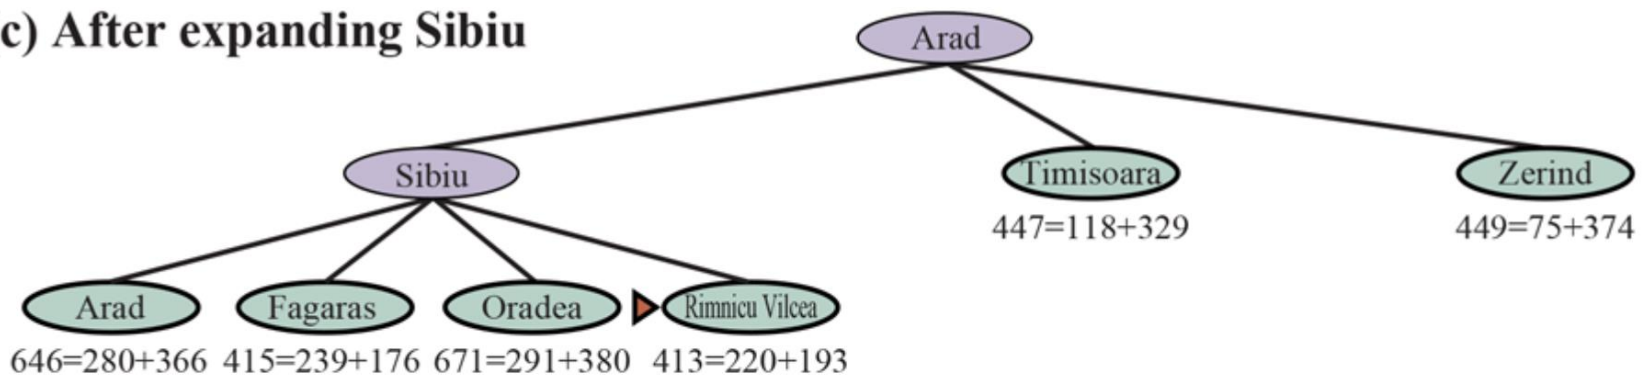 c) After expanding Sibiu
Arad
Sibiu
Timisoara
Zerind
447=118+329
449=75+374
Arad
Fagaras
Oradea
Rimnicu Vilcea
646=280+366
415=239+176
671=291+380
413=220+193